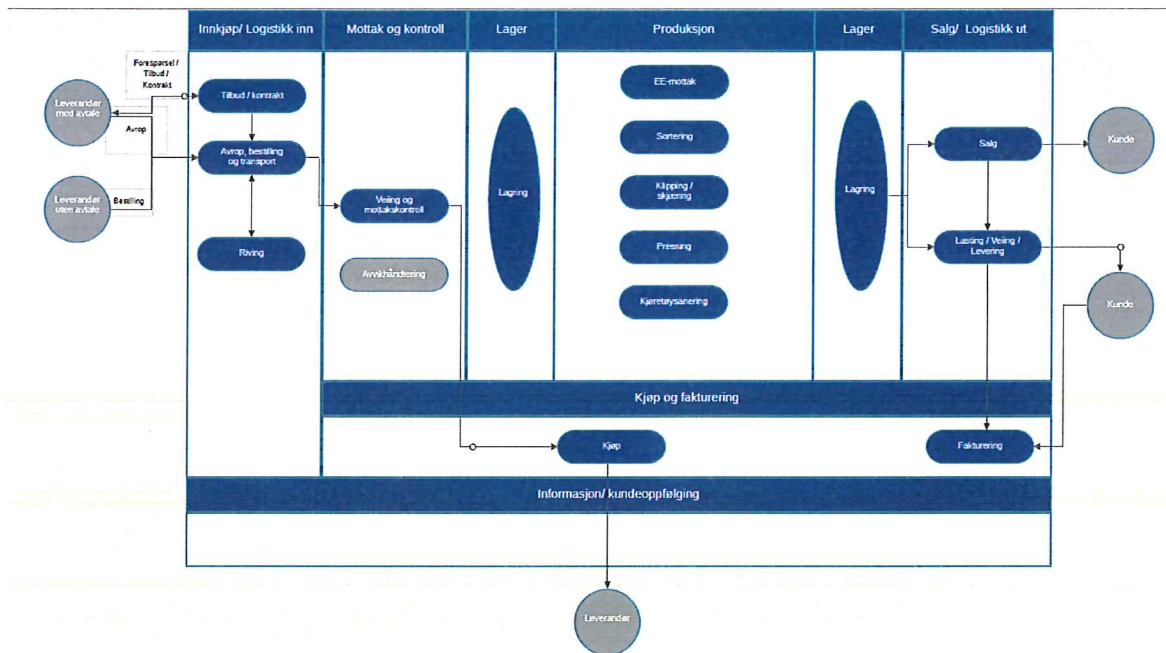 Innkjøp/ Logistikk inn
Mottak og kontroll
Lager
Produksjon
Lager
Salg/ Logistikk ut
Forespørsel /
Tilbud /
Kontrakt
Leverandør
med avtale
Avrop
Leverandør
uten avtale
Bestilling
Tilbud / kontrakt
Avrop, bestilling
og transport
Riving
Veiing og
mottakskontroll
Avvikhåndtering
Lagring
EE-mottak
Sortering
Klipping /
skjæring
Pressing
Kjøretøysanering
Lagring
Salg
Lasting / Veiing /
Levering
Kunde
Kunde
Kjøp og fakturering
Kjøp
Fakturering
Informasjon/ kundeoppfølging
Leverandør